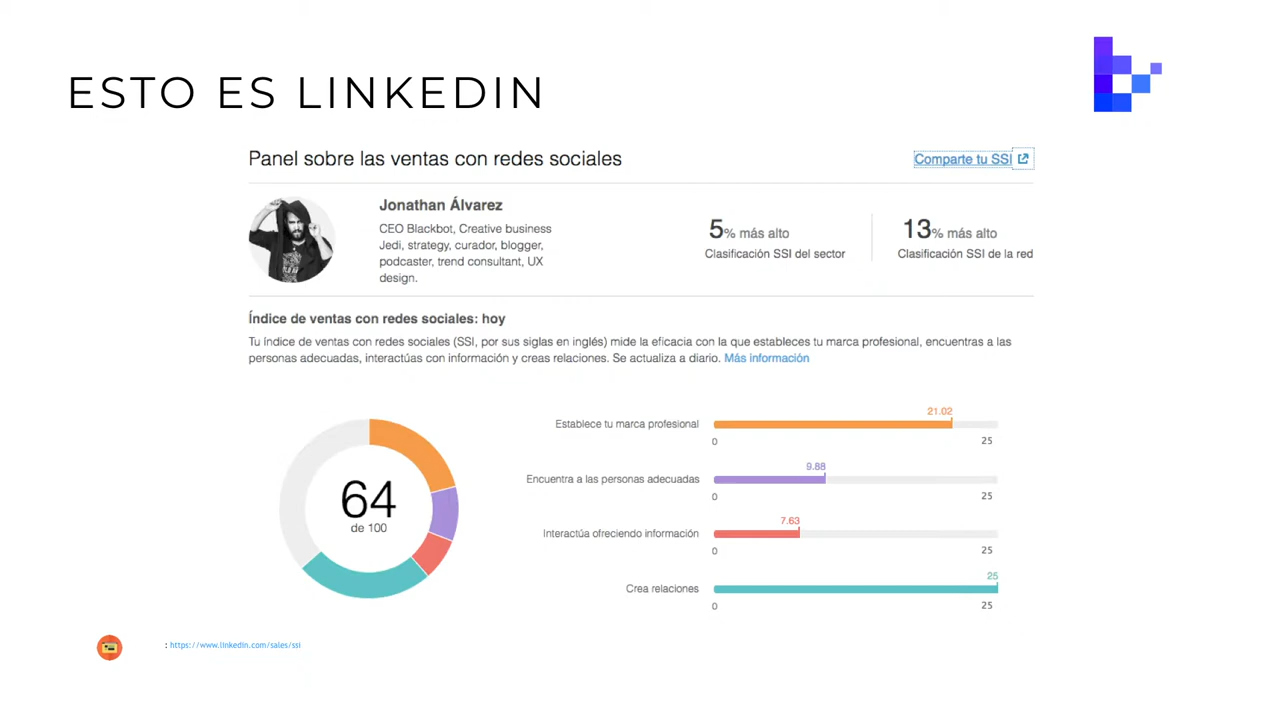 ESTO ES LINKEDIN
Panel sobre las ventas con redes sociales
Comparte tu SSI
Jonathan Álvarez
CEO Blackbot, Creative business
Jedi, strategy, curador, blogger,
podcaster, trend consultant, UX
design.
5% más alto
Clasificación SSI del sector
13% más alto
Clasificación SSI de la red
Índice de ventas con redes sociales: hoy
Tu índice de ventas con redes sociales (SSI, por sus siglas en inglés) mide la eficacia con la que estableces tu marca profesional, encuentras a las
personas adecuadas, interactúas con información y creas relaciones. Se actualiza a diario. Más información
64
de 100
Establece tu marca profesional
21.02
0
25
Encuentra a las personas adecuadas
9.88
0
25
Interactúa ofreciendo información
7.63
0
25
Crea relaciones
25
0
25
: https://www.linkedin.com/sales/ssi